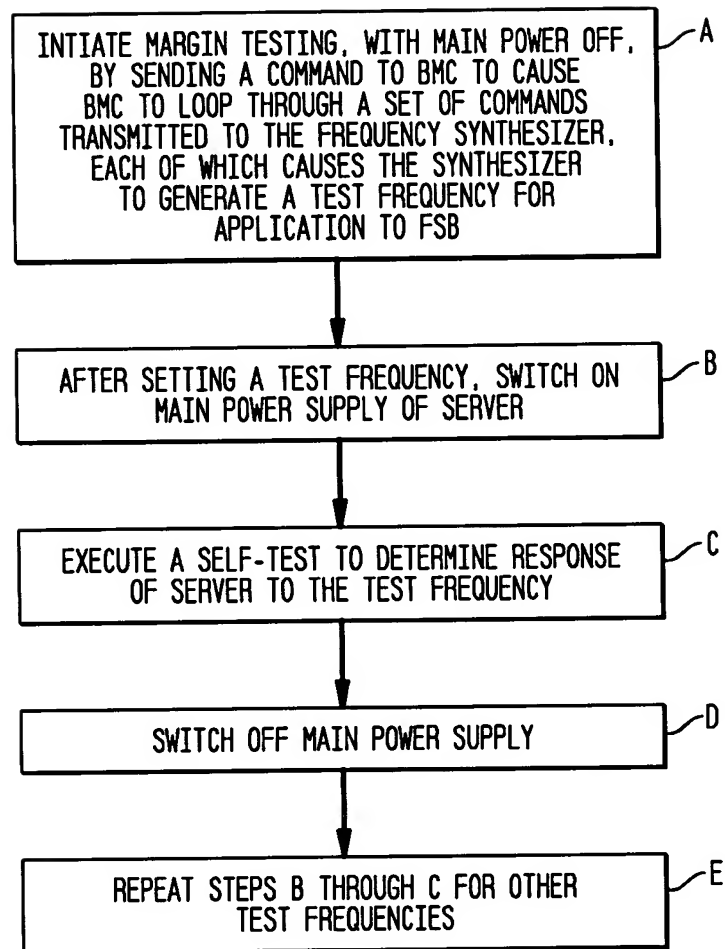 INTIATE MARGIN TESTING, WITH MAIN POWER OFF,
BY SENDING A COMMAND TO BMC TO CAUSE
BMC TO LOOP THROUGH A SET OF COMMANDS
TRANSMITTED TO THE FREQUENCY SYNTHESIZER,
EACH OF WHICH CAUSES THE SYNTHESIZER
TO GENERATE A TEST FREQUENCY FOR
APPLICATION TO FSB
A
AFTER SETTING A TEST FREQUENCY, SWITCH ON
MAIN POWER SUPPLY OF SERVER
B
EXECUTE A SELF-TEST TO DETERMINE RESPONSE
OF SERVER TO THE TEST FREQUENCY
C
SWITCH OFF MAIN POWER SUPPLY
D
REPEAT STEPS B THROUGH C FOR OTHER
TEST FREQUENCIES
E